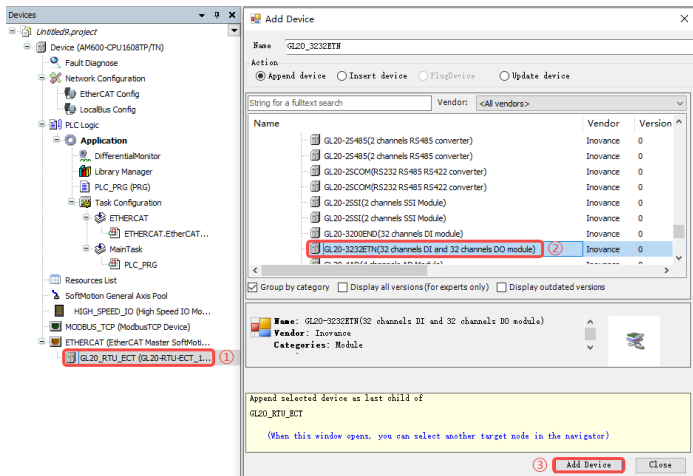 Devices
Untitled9.project
Device (AM600-CPU1608TP/TN)
Fault Diagnose
Network Configuration
EtherCAT Config
LocalBus Config
PLC Logic
Application
DifferentialMonitor
Library Manager
PLC_PRG (PRG)
Task Configuration
ETHERCAT
ETHERCAT.EtherCAT...
MainTask
PLC_PRG
Resources List
SoftMotion General Axis Pool
HIGH_SPEED_IO (High Speed IO Mo...
MODBUS_TCP (ModbusTCP Device)
ETHERCAT (EtherCAT Master SoftMoti...
GL20_RTU_ECT (GL20-RTU-ECT_1... ①
Add Device
Name GL20_3232ETN
Action
Append device Insert device PlugDevice Update device
String for a fulltext search Vendor: <All vendors>
Name Vendor Version
GL20-2S485(2 channels RS485 converter) Inovance 0
GL20-2S485(2 channels RS485 converter) Inovance 0
GL20-2SCOM(RS232 RS485 RS422 converter) Inovance 0
GL20-2SCOM(RS232 RS485 RS422 converter) Inovance 0
GL20-2SSI(2 channels SSI Module) Inovance 0
GL20-2SSI(2 channels SSI Module) Inovance 0
GL20-3200END(32 channels DI module) Inovance 0
GL20-3232ETN(32 channels DI and 32 channels DO module) ② Inovance 0
Group by category Display all versions (for experts only) Display outdated versions
Name: GL20-3232ETN(32 channels DI and 32 channels DO module)
Vendor: Inovance
Categories: Module
Append selected device as last child of
GL20_RTU_ECT
(When this window opens, you can select another target node in the navigator)
③ Add Device Close